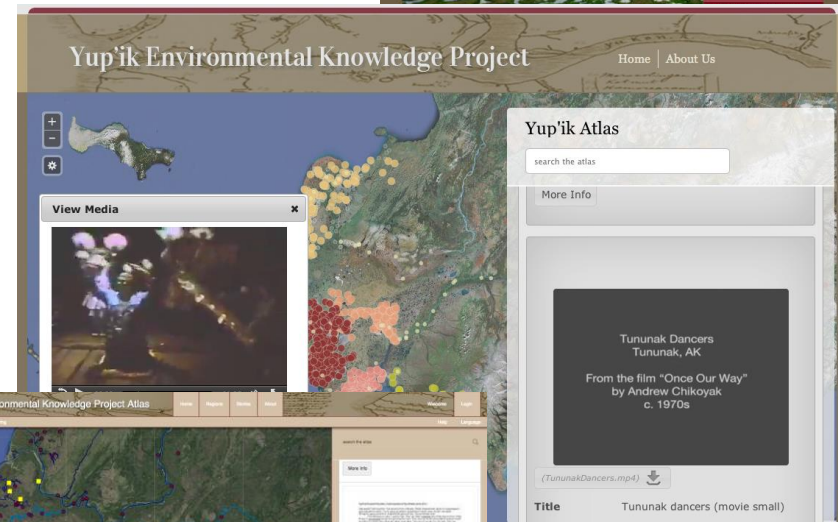 Yup'ik Environmental Knowledge Project
Home | About Us
+
-
Yup'ik Atlas
search the atlas
More Info
View Media ×
Tununak Dancers
Tununak, AK
From the film "Once Our Way"
by Andrew Chikoyak
c. 1970s
(TununakDancers.mp4)
Title Tununak dancers (movie small)
onmental Knowledge Project Atlas
Home
About
Login
Help Language
search the atlas
More Info